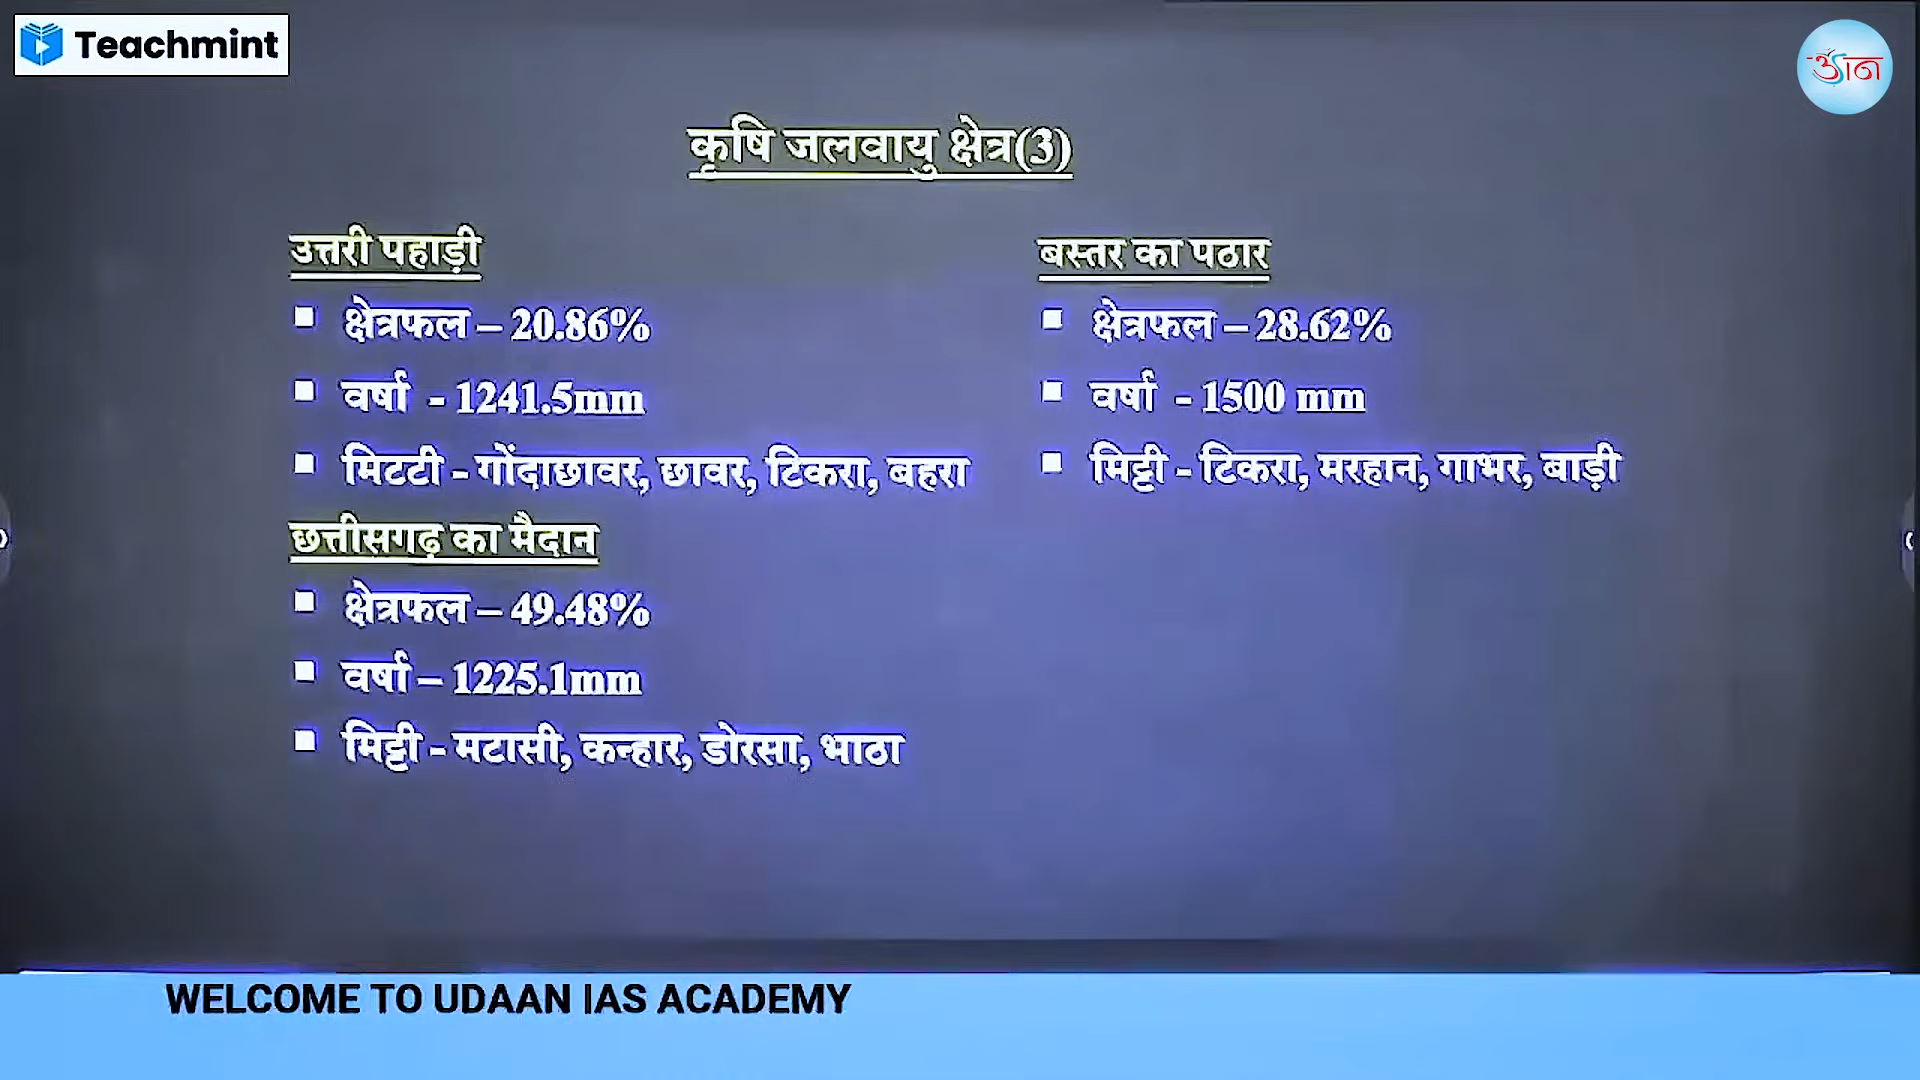 Teachmint
उड़ान
कृषि जलवायु क्षेत्र(3)
उत्तरी पहाड़ी
क्षेत्रफल – 20.86%
वर्षा - 1241.5mm
मिटटी - गोंदाछावर, छावर, टिकरा, बहरा
छत्तीसगढ़ का मैदान
क्षेत्रफल – 49.48%
वर्षा – 1225.1mm
मिट्टी - मटासी, कन्हार, डोरसा, भाठा
बस्तर का पठार
क्षेत्रफल – 28.62%
वर्षा - 1500 mm
मिट्टी - टिकरा, मरहान, गाभर, बाड़ी
WELCOME TO UDAAN IAS ACADEMY